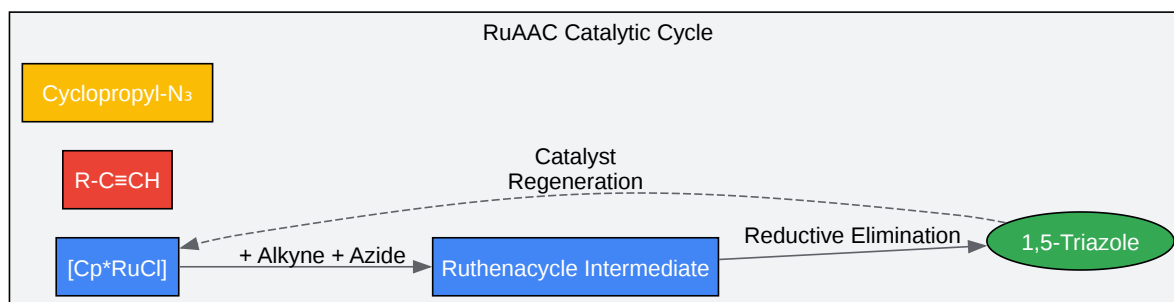 RuAAC Catalytic Cycle
Cyclopropyl-N₃
R-C≡CH
Catalyst
Regeneration
[Cp*RuCl]
+ Alkyne + Azide
Ruthenacycle Intermediate
Reductive Elimination
1,5-Triazole